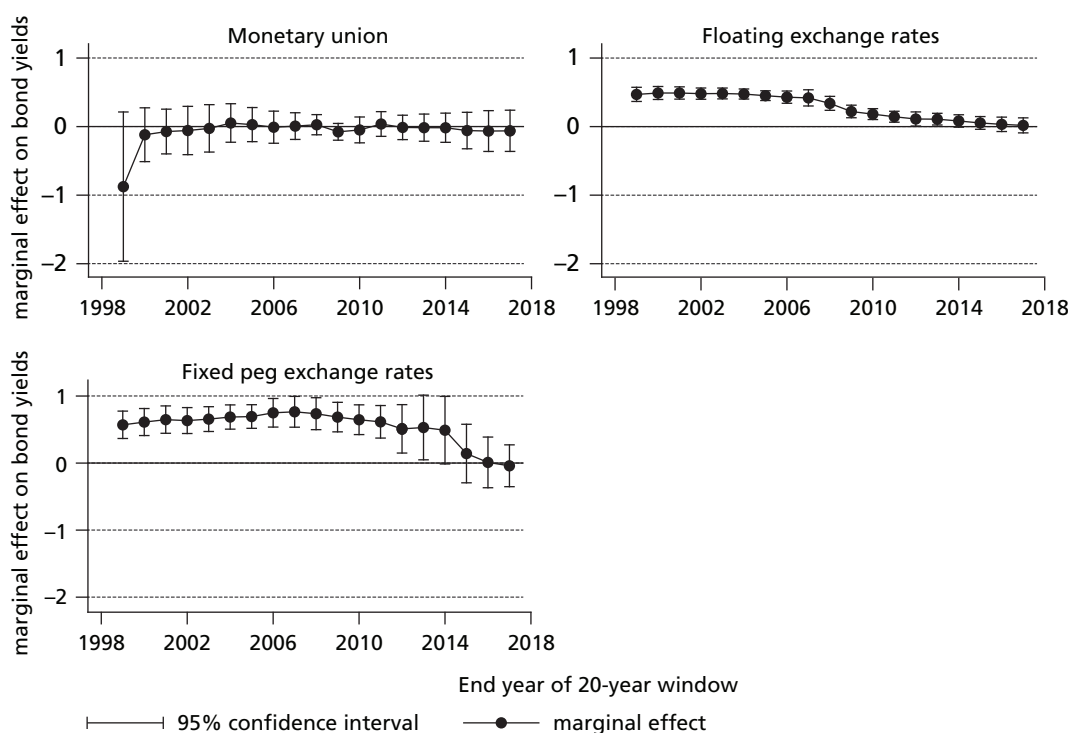 Monetary union
marginal effect on bond yields
1
0
−1
−2
1998 2002 2006 2010 2014 2018
Floating exchange rates
1
0
−1
−2
1998 2002 2006 2010 2014 2018
Fixed peg exchange rates
marginal effect on bond yields
1
0
−1
−2
1998 2002 2006 2010 2014 2018
End year of 20-year window
95% confidence interval marginal effect